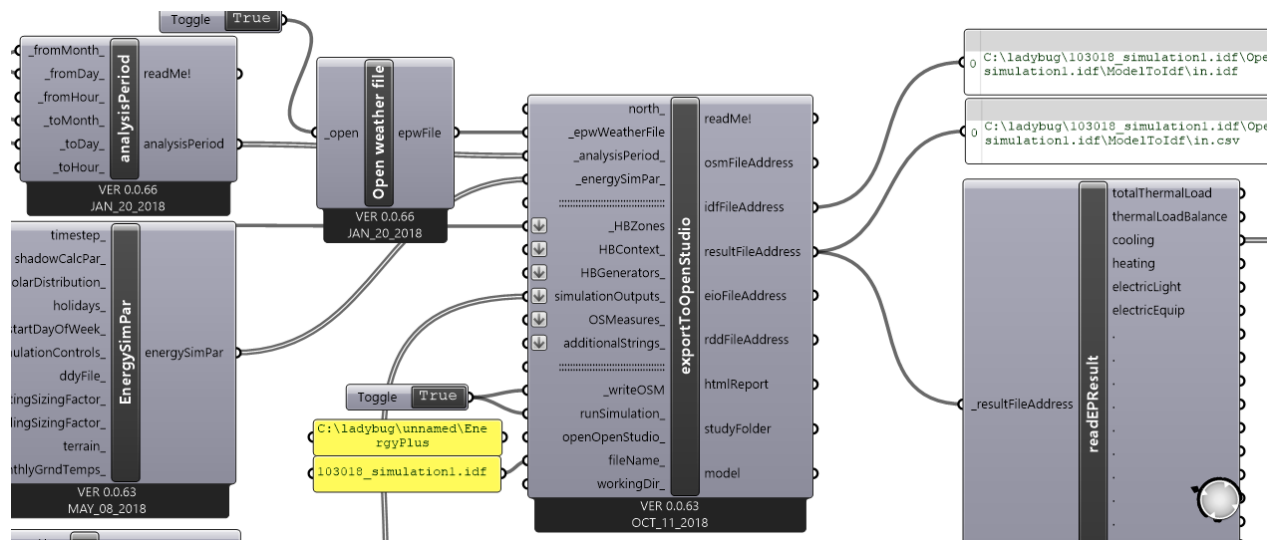 Toggle True
_fromMonth_
_fromDay_
_fromHour_
_toMonth_
_toDay_
_toHour_
analysisPeriod
readMe!
analysisPeriod
VER 0.0.66
JAN_20_2018
_open
Open weather file
epwFile
VER 0.0.66
JAN_20_2018
timestep_
shadowCalcPar_
olarDistribution_
holidays_
startDayOfWeek_
ulationControls_
ddyFile_
tingSizingFactor_
lingSizingFactor_
terrain_
nthlyGrndTemps_
EnergySimPar
energySimPar
VER 0.0.63
MAY_08_2018
Toggle True
C:\ladybug\unnamed\Ene
rgyPlus
103018_simulation1.idf
north_
_epwWeatherFile
_analysisPeriod_
_energySimPar_
_HBZones
HBContext_
HBGenerators_
simulationOutputs_
OSMeasures_
additionalStrings_
_writeOSM
runSimulation_
openOpenStudio_
fileName_
workingDir_
exportToOpenStudio
readMe!
osmFileAddress
idfFileAddress
resultFileAddress
eioFileAddress
rddFileAddress
htmlReport
studyFolder
model
VER 0.0.63
OCT_11_2018
0 C:\ladybug\103018_simulation1.idf\Ope
simulation1.idf\ModelToIdf\in.idf
0 C:\ladybug\103018_simulation1.idf\Ope
simulation1.idf\ModelToIdf\in.csv
_resultFileAddress
readEPResult
totalThermalLoad
thermalLoadBalance
cooling
heating
electricLight
electricEquip
.
.
.
.
.
.
.
.
.